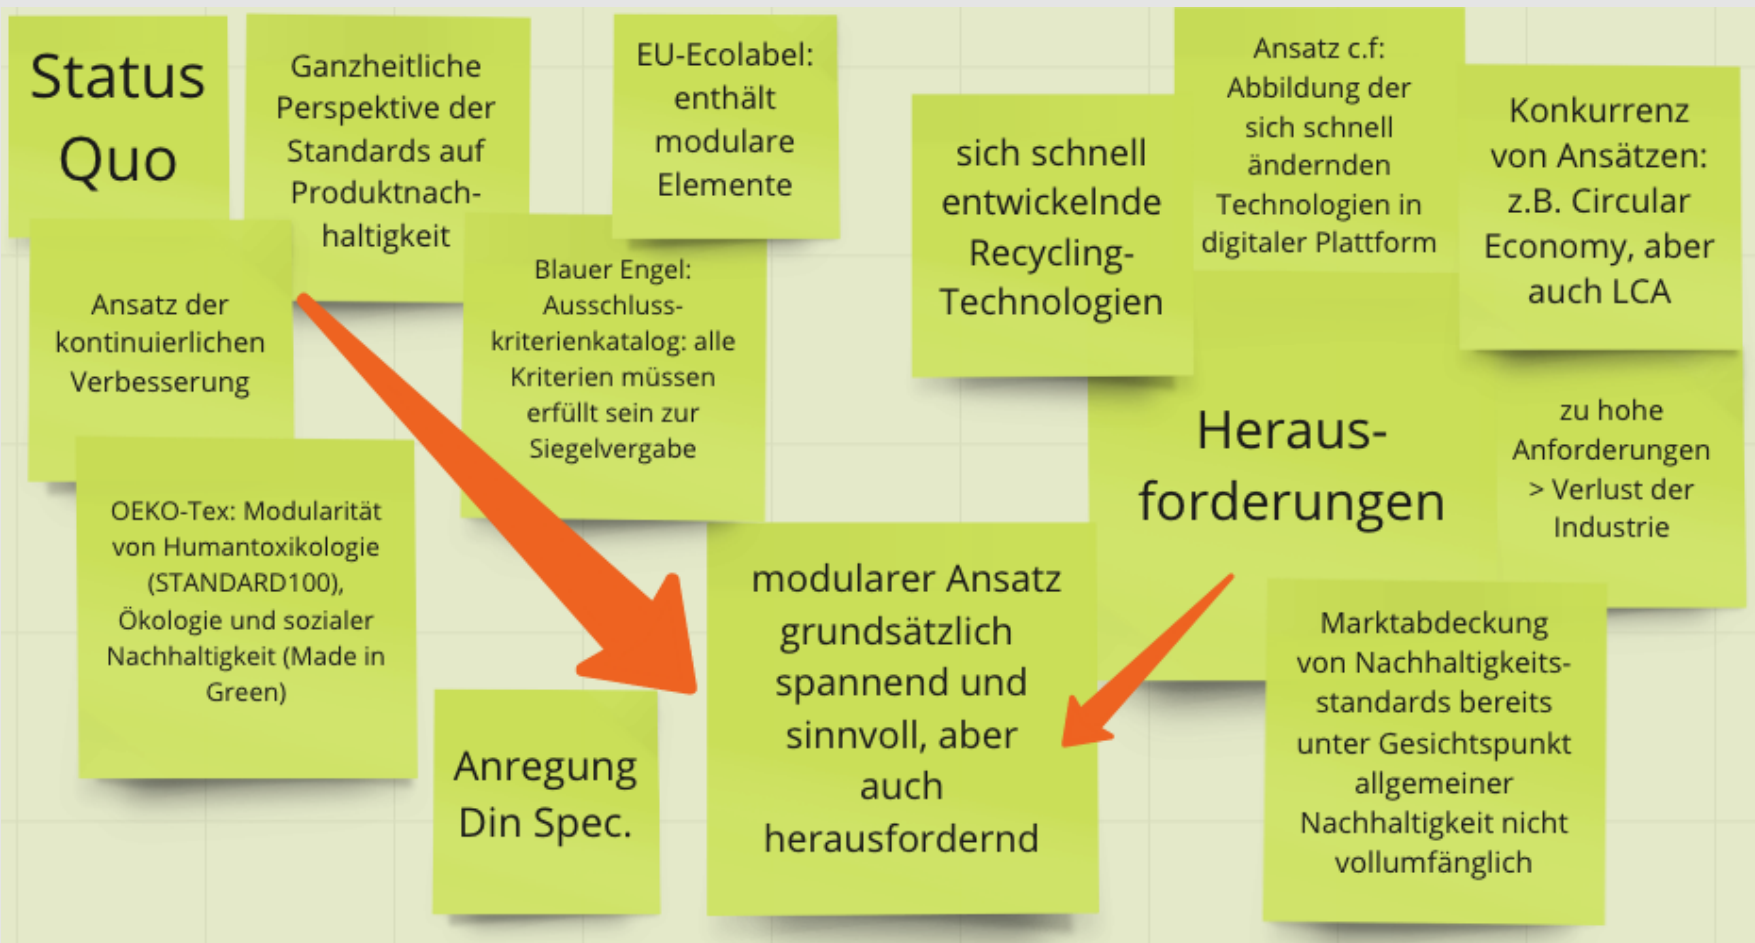 Status
Quo
Ganzheitliche
Perspektive der
Standards auf
Produktnach-
haltigkeit
EU-Ecolabel:
enthält
modulare
Elemente
Ansatz der
kontinuierlichen
Verbesserung
Blauer Engel:
Ausschluss-
kriterienkatalog: alle
Kriterien müssen
erfüllt sein zur
Siegelvergabe
OEKO-Tex: Modularität
von Humantoxikologie
(STANDARD100),
Ökologie und sozialer
Nachhaltigkeit (Made in
Green)
Anregung
Din Spec.
modularer Ansatz
grundsätzlich
spannend und
sinnvoll, aber
auch
herausfordernd
sich schnell
entwickelnde
Recycling-
Technologien
Ansatz c.f:
Abbildung der
sich schnell
ändernden
Technologien in
digitaler Plattform
Konkurrenz
von Ansätzen:
z.B. Circular
Economy, aber
auch LCA
Heraus-
forderungen
zu hohe
Anforderungen
> Verlust der
Industrie
Marktabdeckung
von Nachhaltigkeits-
standards bereits
unter Gesichtspunkt
allgemeiner
Nachhaltigkeit nicht
vollumfänglich